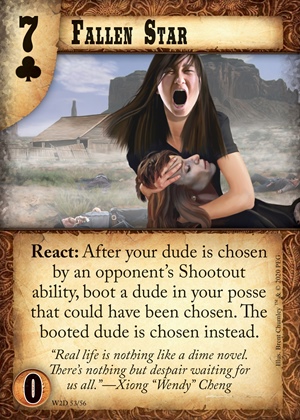 7
FALLEN STAR
React: After your dude is chosen
by an opponent's Shootout
ability, boot a dude in your posse
that could have been chosen. The
booted dude is chosen instead.
"Real life is nothing like a dime novel.
There's nothing but despair waiting for
us all."—Xiong "Wendy" Cheng
0
W2D 53/56